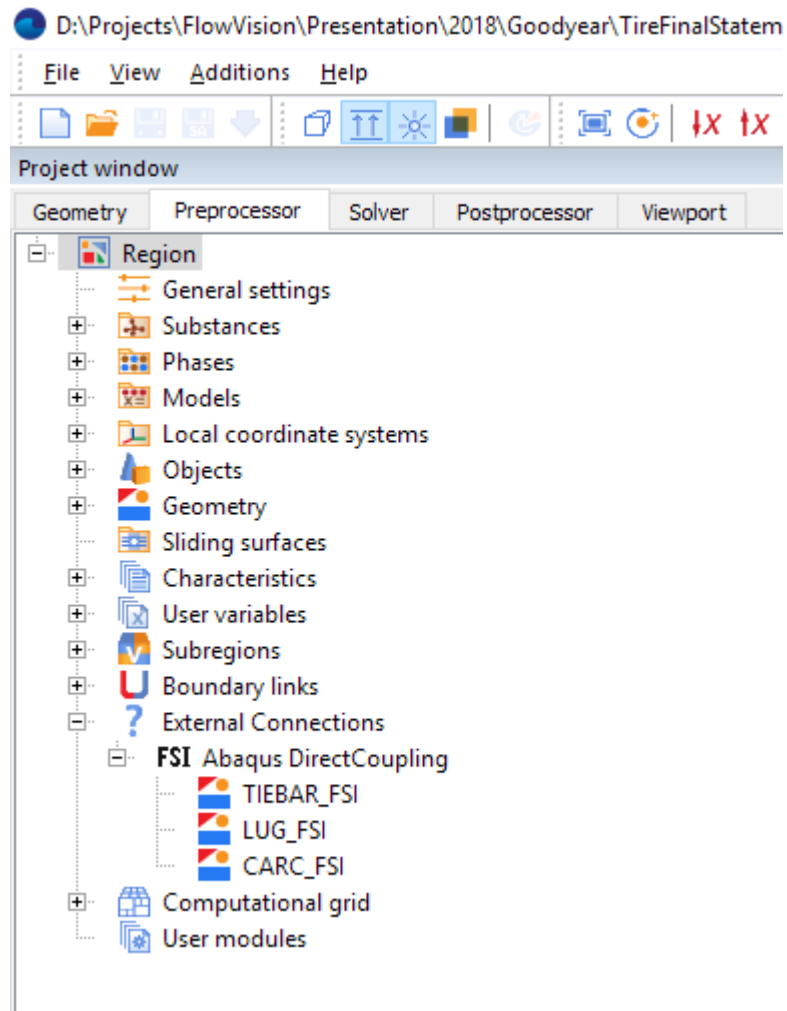 D:\Projects\FlowVision\Presentation\2018\Goodyear\TireFinalStatem
File View Additions Help
SA X X
Project window
Geometry Preprocessor Solver Postprocessor Viewport
Region
General settings
Substances
Phases
Models
Local coordinate systems
Objects
Geometry
Sliding surfaces
Characteristics
User variables
Subregions
Boundary links
External Connections
FSI Abaqus DirectCoupling
TIEBAR_FSI
LUG_FSI
CARC_FSI
Computational grid
User modules